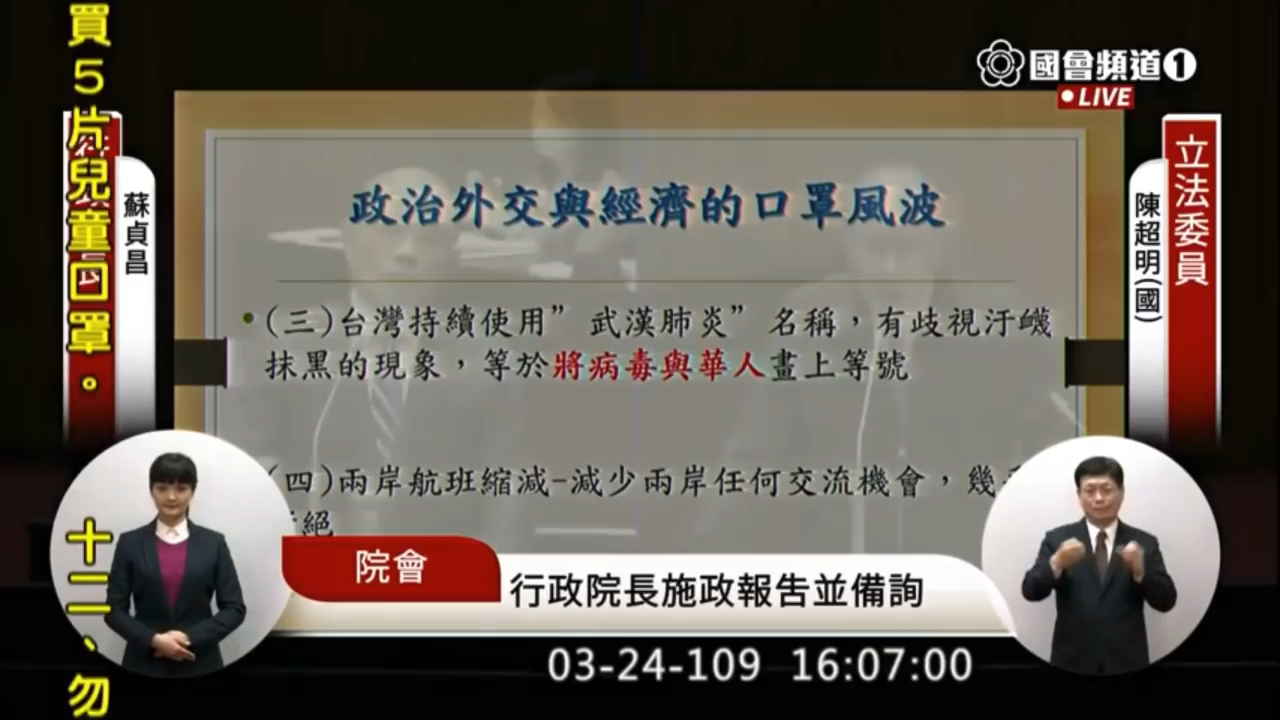 買5片兒童口罩。
十二、勿
國會頻道1
LIVE
蘇貞昌
立法委員
陳超明(國)
政治外交與經濟的口罩風波
•(三)台灣持續使用”武漢肺炎”名稱，有歧視汙衊
抹黑的現象，等於將病毒與華人畫上等號
(四)兩岸航班縮減-減少兩岸任何交流機會，幾
絕
院會
行政院長施政報告並備詢
03-24-109 16:07:00